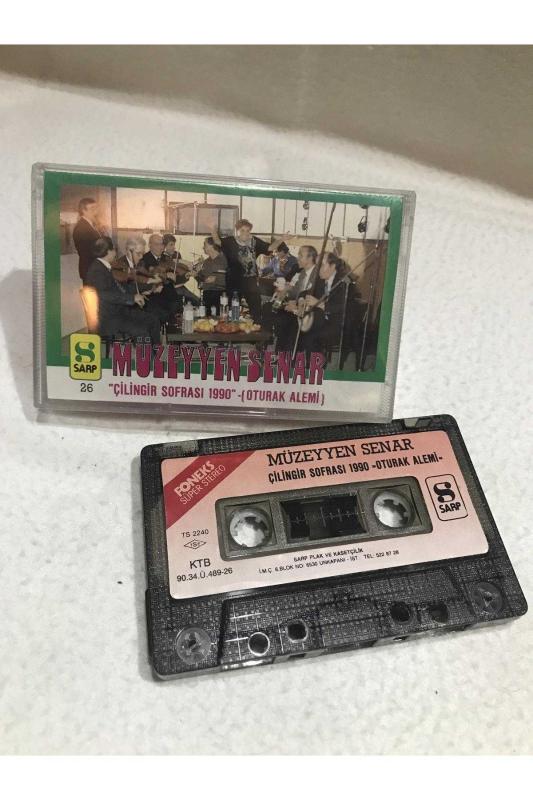 SARP
26
MÜZEYYEN SENAR
"ÇİLİNGİR SOFRASI 1990"-(OTURAK ALEMİ)
FONEKS
SUPER STEREO
MÜZEYYEN SENAR
ÇİLİNGİR SOFRASI 1990 -OTURAK ALEMİ-
SARP
TS 2240
KTB
90.34.Ü.489-26
SARP PLAK VE KASETÇİLİK
İ.M.Ç. 6.BLOK NO: 6530 UNKAPANI - İST TEL: 522 87 28